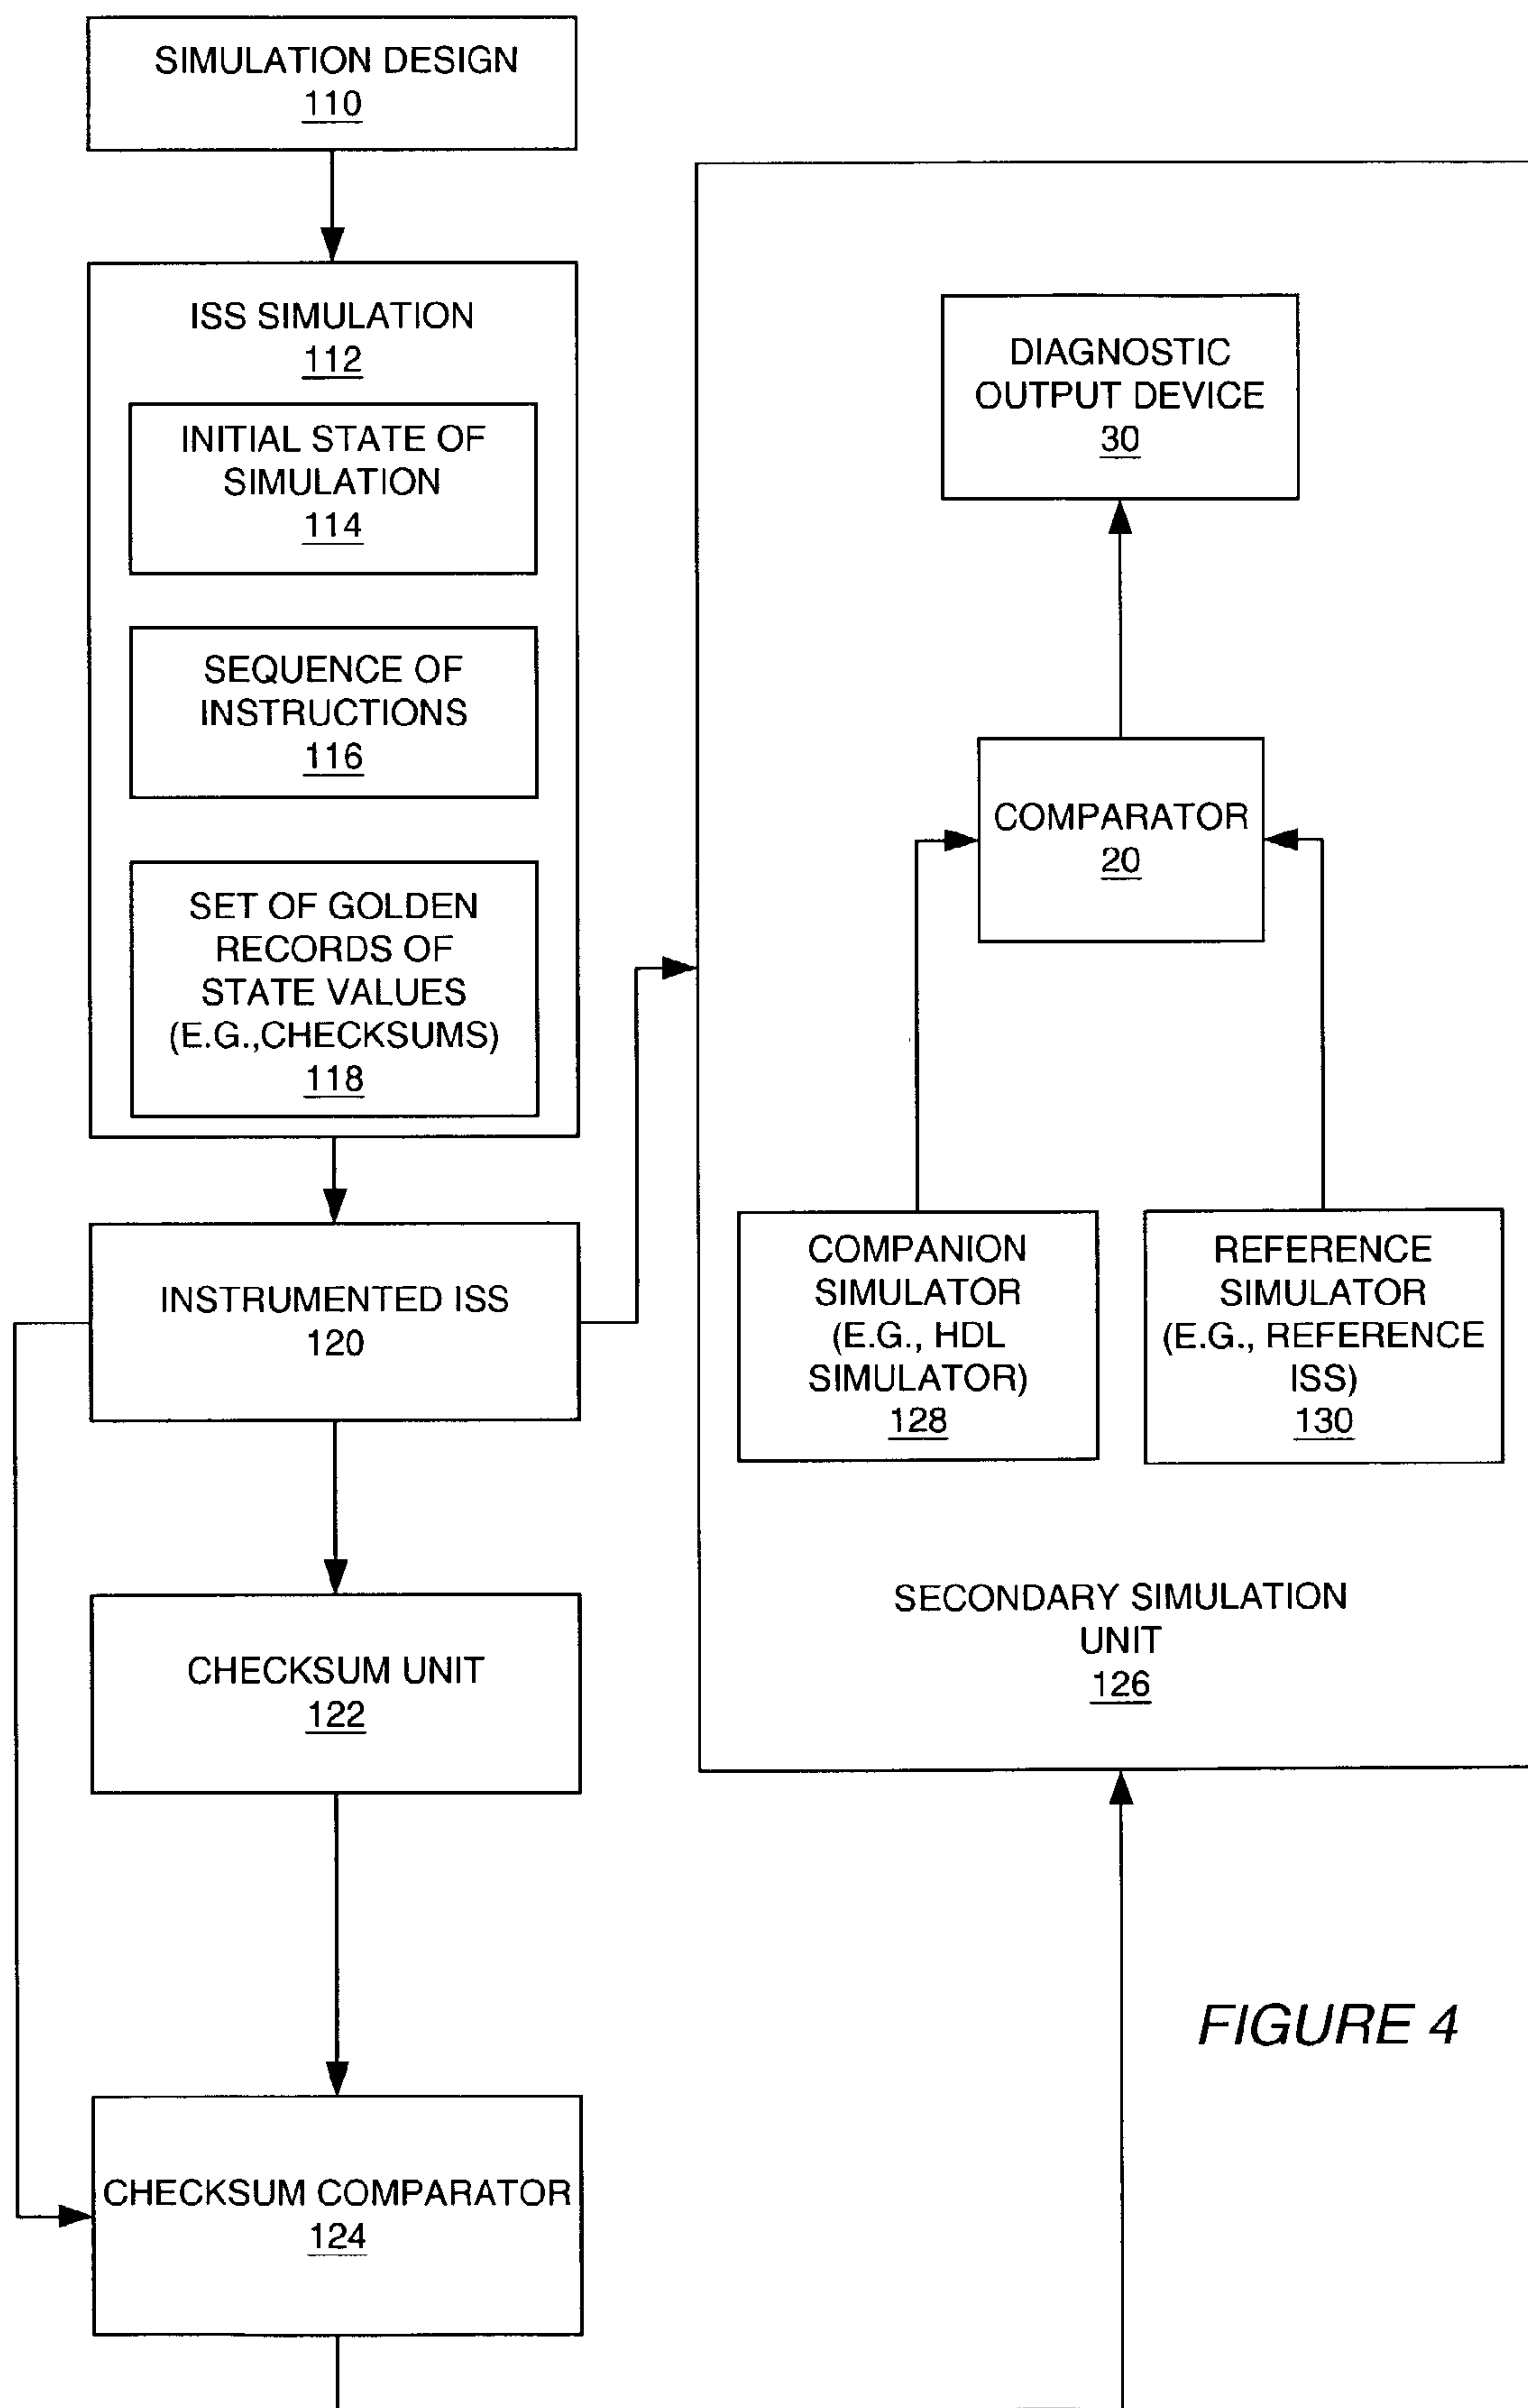 SIMULATION DESIGN
110
ISS SIMULATION
112
INITIAL STATE OF
SIMULATION
114
SEQUENCE OF
INSTRUCTIONS
116
SET OF GOLDEN
RECORDS OF
STATE VALUES
(E.G.,CHECKSUMS)
118
INSTRUMENTED ISS
120
CHECKSUM UNIT
122
CHECKSUM COMPARATOR
124
DIAGNOSTIC
OUTPUT DEVICE
30
COMPARATOR
20
COMPANION
SIMULATOR
(E.G., HDL
SIMULATOR)
128
REFERENCE
SIMULATOR
(E.G., REFERENCE
ISS)
130
SECONDARY SIMULATION
UNIT
126
FIGURE 4